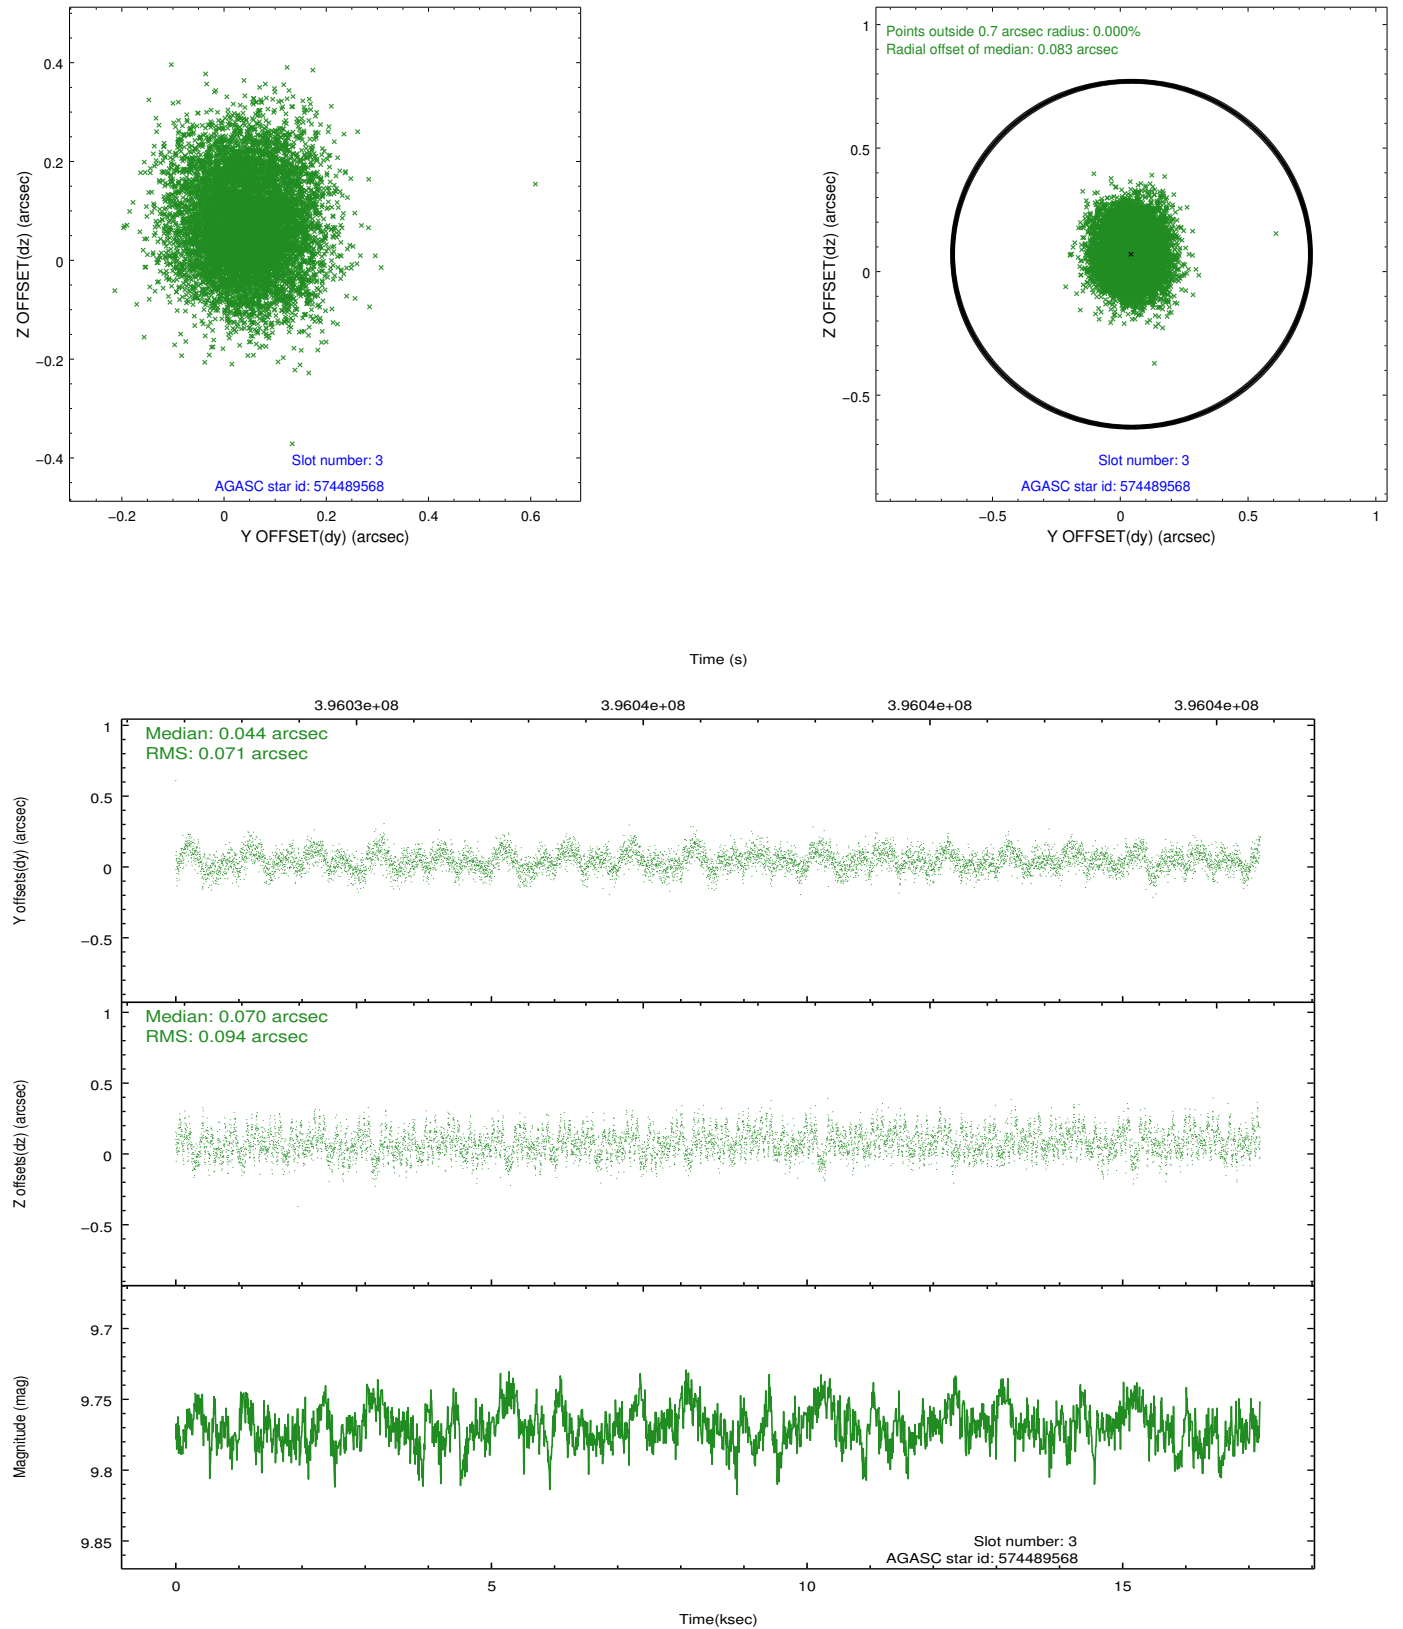 0.4
0.2
0
−0.2
−0.4
Z OFFSET(dz) (arcsec)
Slot number: 3
AGASC star id: 574489568
−0.2 0 0.2 0.4 0.6
Y OFFSET(dy) (arcsec)
Points outside 0.7 arcsec radius: 0.000%
Radial offset of median: 0.083 arcsec
1
0.5
0
−0.5
Z OFFSET(dz) (arcsec)
Slot number: 3
AGASC star id: 574489568
−0.5 0 0.5 1
Y OFFSET(dy) (arcsec)
Time (s)
3.9603e+08 3.9604e+08 3.9604e+08 3.9604e+08
Median: 0.044 arcsec
RMS: 0.071 arcsec
1
0.5
0
−0.5
Y offsets(dy) (arcsec)
Median: 0.070 arcsec
RMS: 0.094 arcsec
1
0.5
0
−0.5
Z offsets(dz) (arcsec)
9.7
9.75
9.8
9.85
Magnitude (mag)
Slot number: 3
AGASC star id: 574489568
0 5 10 15
Time(ksec)